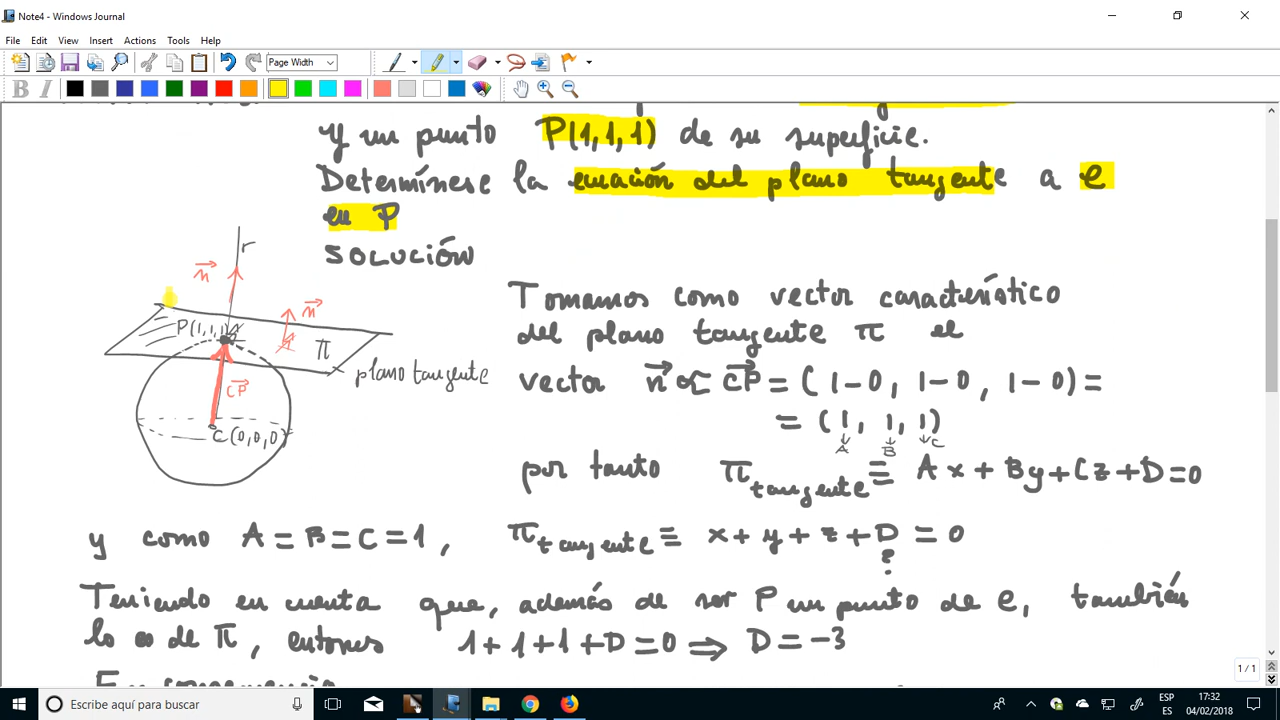 Note4 - Windows Journal
File Edit View Insert Actions Tools Help
Page Width
B I
y un punto P(1,1,1) de su superficie.
Determínese la ecuación del plano tangente a e
en P
SOLUCIÓN
r
n
n
P(1,1,1)
π
plano tangente
CP
C(0,0,0)
Tomamos como vector característico
del plano tangente π el
vector n ∝ CP = (1-0, 1-0, 1-0) =
= (1, 1, 1)
A B C
por tanto π tangente ≡ Ax + By + Cz + D = 0
y como A = B = C = 1, π tangente ≡ x + y + z + D = 0
?
Teniendo en cuenta que, además de ser P un punto de e, también
lo es de π, entonces 1 + 1 + 1 + D = 0 ⇒ D = -3
En consecuencia
1 / 1
Escribe aquí para buscar
ESP
ES
17:32
04/02/2018